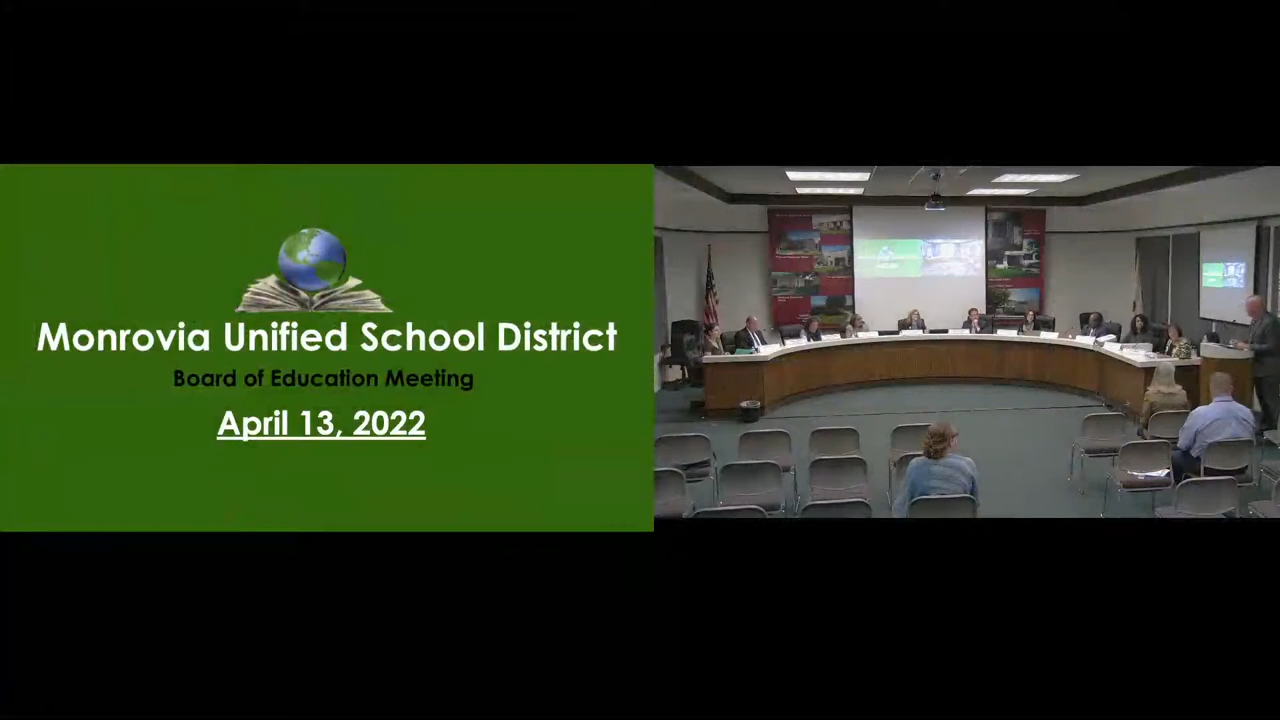 Monrovia Unified School District
Board of Education Meeting
April 13, 2022